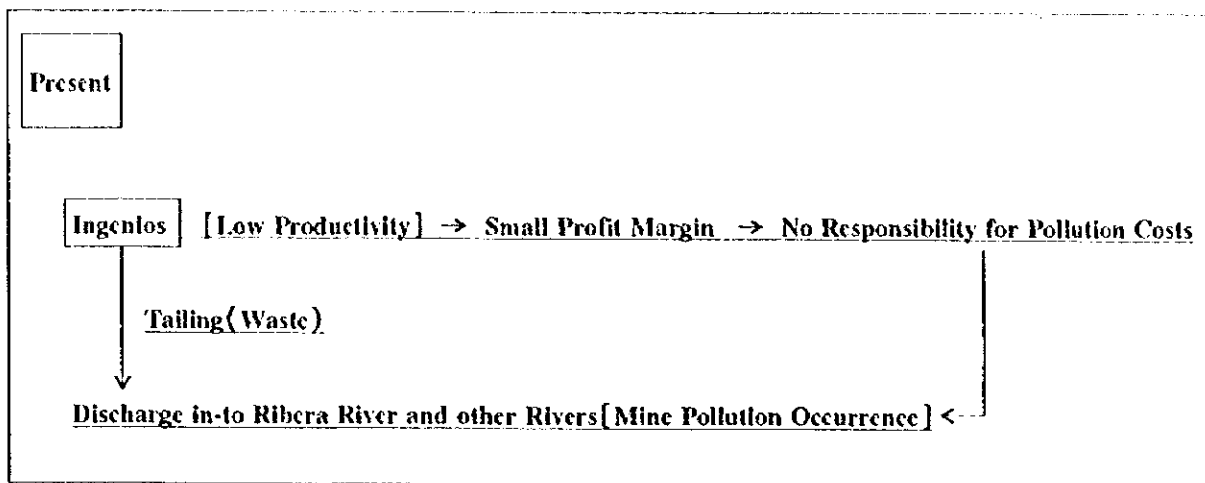 Present
Ingenios [Low Productivity] → Small Profit Margin → No Responsibility for Pollution Costs
Tailing(Waste)
Discharge in-to Ribera River and other Rivers[Mine Pollution Occurrence]